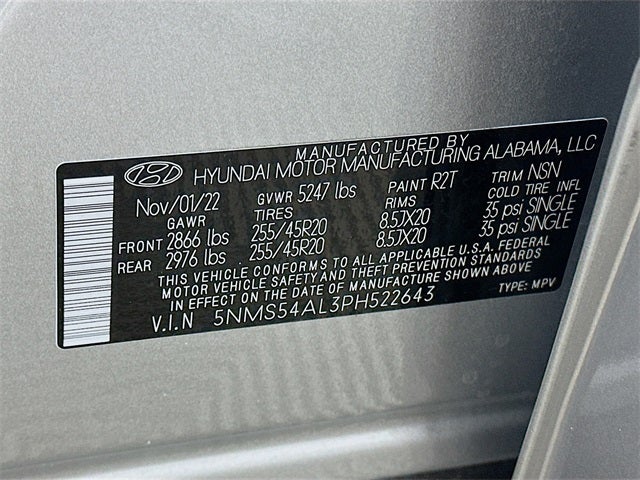 MANUFACTURED BY
HYUNDAI MOTOR MANUFACTURING ALABAMA, LLC
Nov/01/22 GVWR 5247 lbs PAINT R2T TRIM NSN
GAWR TIRES RIMS COLD TIRE INFL
FRONT 2866 lbs 255/45R20 8.5JX20 35 psi SINGLE
REAR 2976 lbs 255/45R20 8.5JX20 35 psi SINGLE
THIS VEHICLE CONFORMS TO ALL APPLICABLE U.S.A. FEDERAL
MOTOR VEHICLE SAFETY AND THEFT PREVENTION STANDARDS
IN EFFECT ON THE DATE OF MANUFACTURE SHOWN ABOVE
V.I.N 5NMS54AL3PH522643 TYPE: MPV